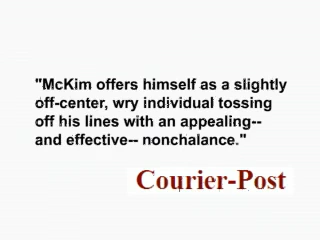 "McKim offers himself as a slightly
off-center, wry individual tossing
off his lines with an appealing--
and effective-- nonchalance."
Courier-Post